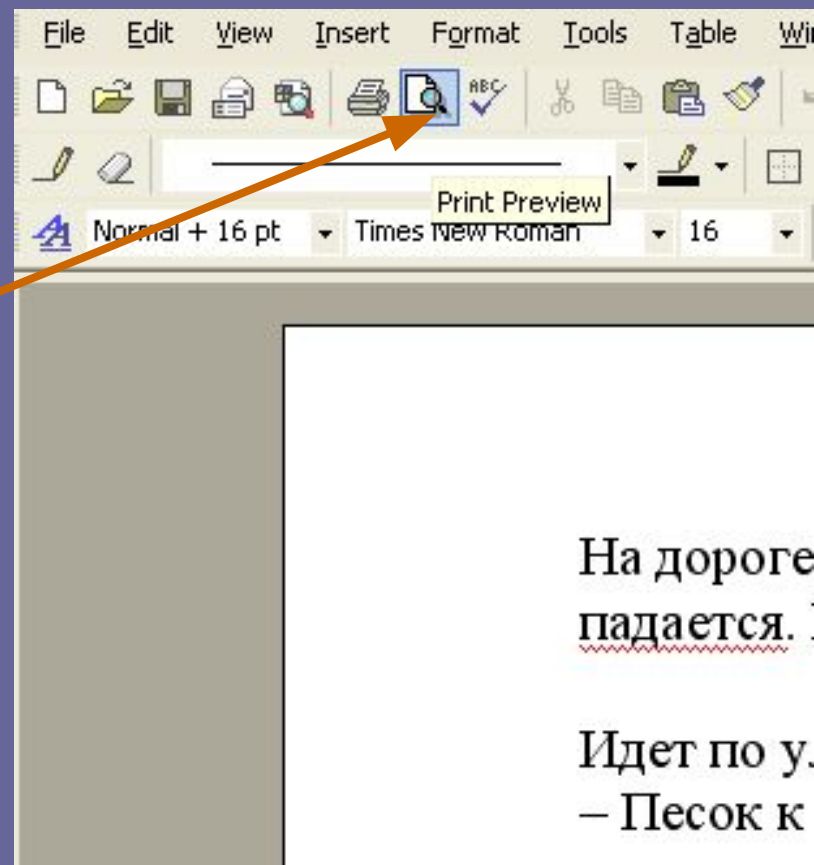 File Edit View Insert Format Tools Table
ABC
Print Preview
Normal + 16 pt Times New Roman 16
На дороге
падается.
Идет по
– Песок к